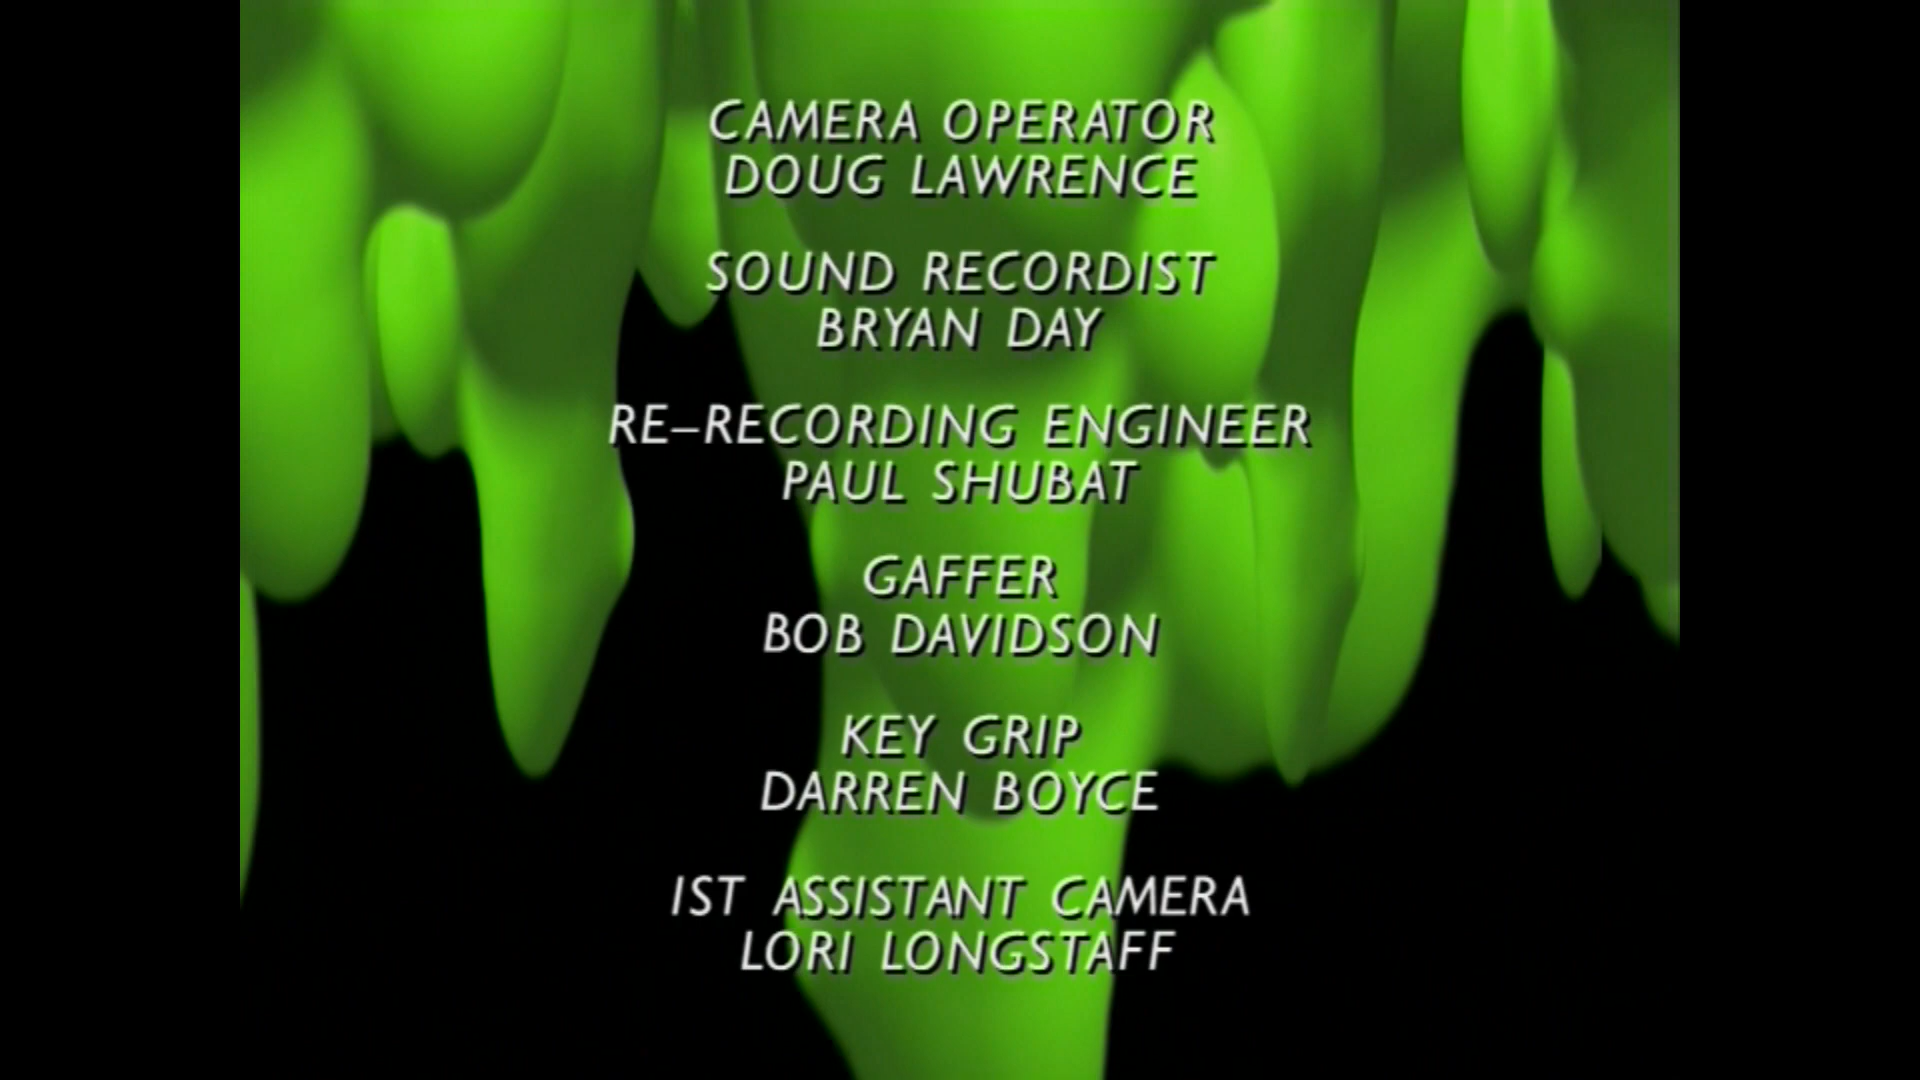 CAMERA OPERATOR
DOUG LAWRENCE
SOUND RECORDIST
BRYAN DAY
RE-RECORDING ENGINEER
PAUL SHUBAT
GAFFER
BOB DAVIDSON
KEY GRIP
DARREN BOYCE
1ST ASSISTANT CAMERA
LORI LONGSTAFF